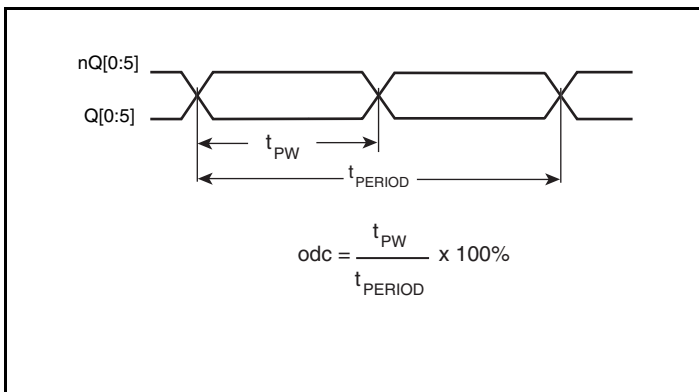 nQ[0:5]
Q[0:5]
tPW
tPERIOD
odc = tPW / tPERIOD x 100%